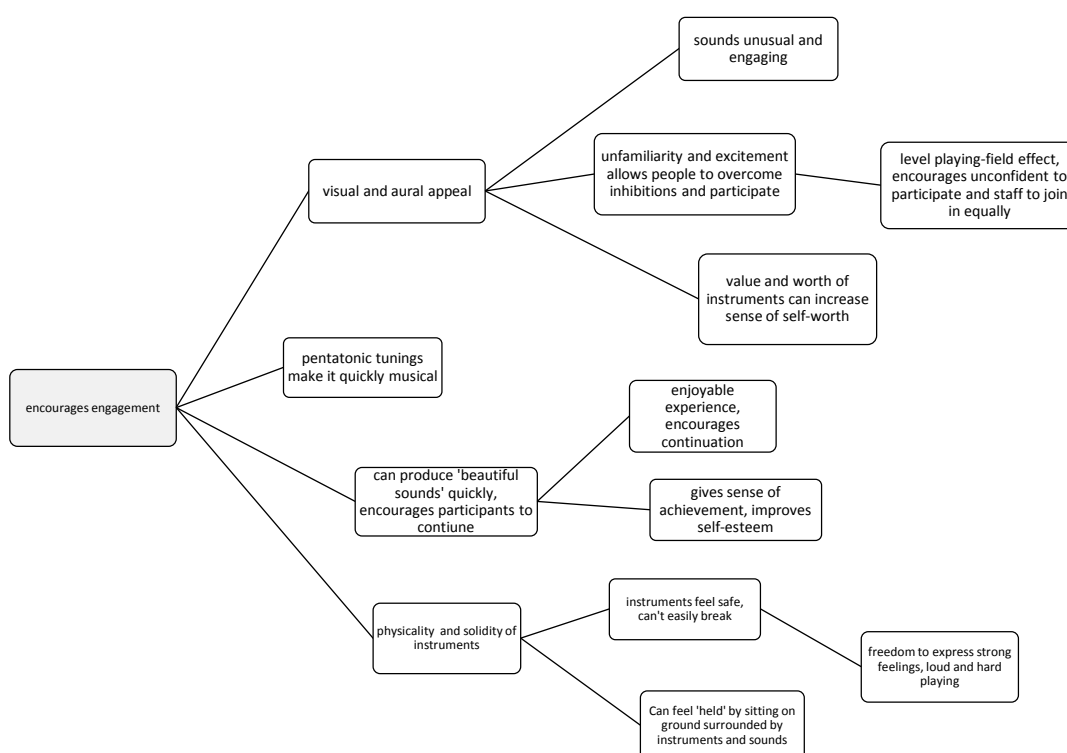 sounds unusual and
engaging
unfamiliarity and excitement
allows people to overcome
inhibitions and participate
level playing-field effect,
encourages unconfident to
participate and staff to join
in equally
visual and aural appeal
value and worth of
instruments can increase
sense of self-worth
pentatonic tunings
make it quickly musical
encourages engagement
enjoyable
experience,
encourages
continuation
can produce 'beautiful
sounds' quickly,
encourages participants to
contiune
gives sense of
achievement, improves
self-esteem
physicality and solidity of
instruments
instruments feel safe,
can't easily break
freedom to express strong
feelings, loud and hard
playing
Can feel 'held' by sitting on
ground surrounded by
instruments and sounds